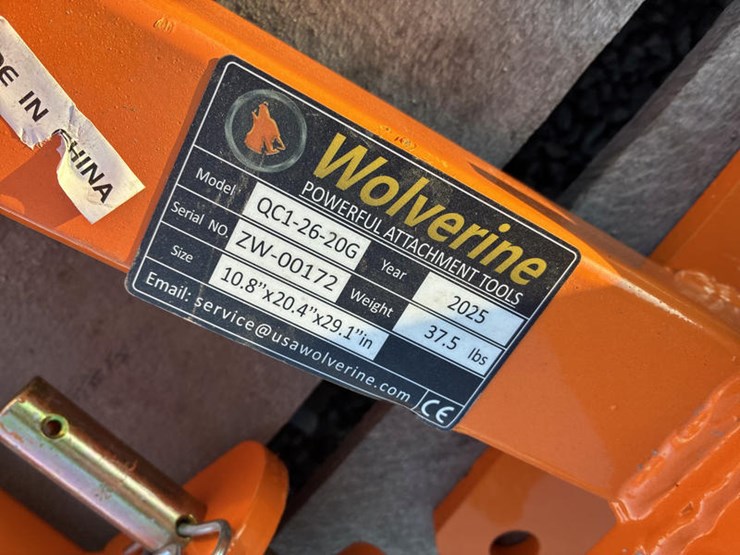 DE IN CHINA
Wolverine
POWERFUL ATTACHMENT TOOLS
Model QC1-26-20G Year 2025
Serial NO. ZW-00172 Weight 37.5 lbs
Size 10.8"x20.4"x29.1"in
Email: service@usawolverine.com CE